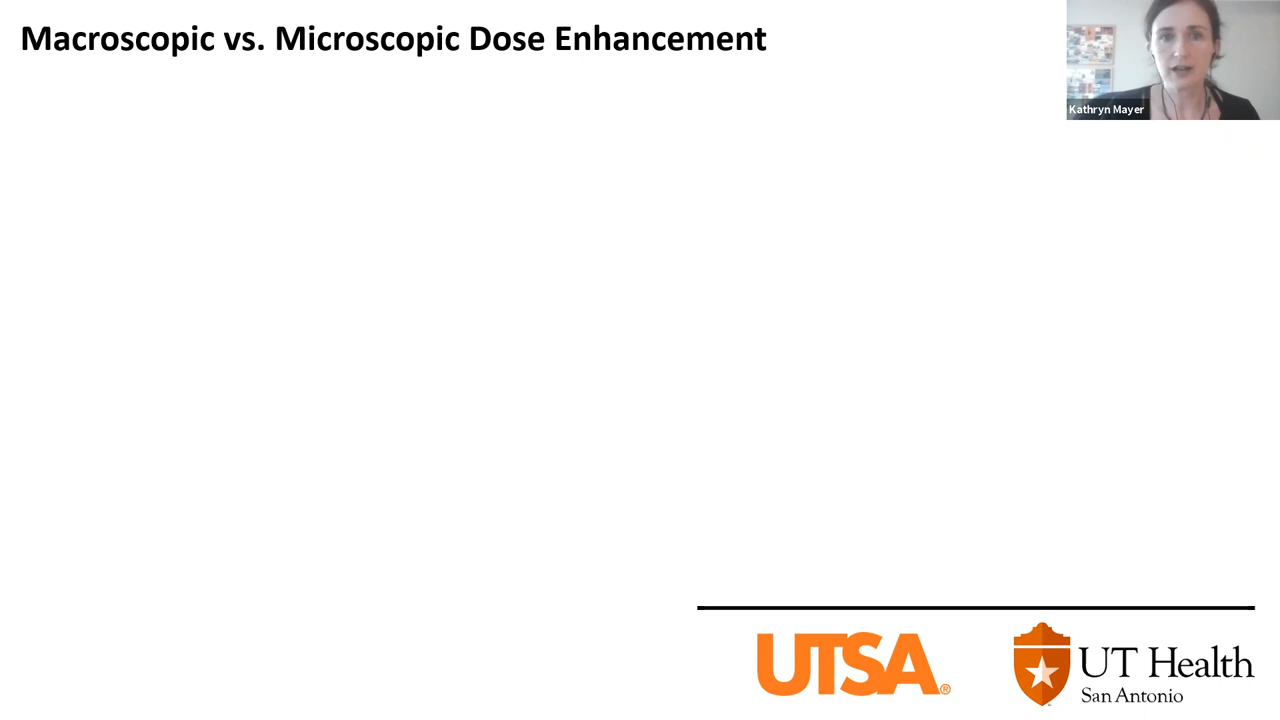 Macroscopic vs. Microscopic Dose Enhancement
Kathryn Mayer
UTSA®
UT Health
San Antonio